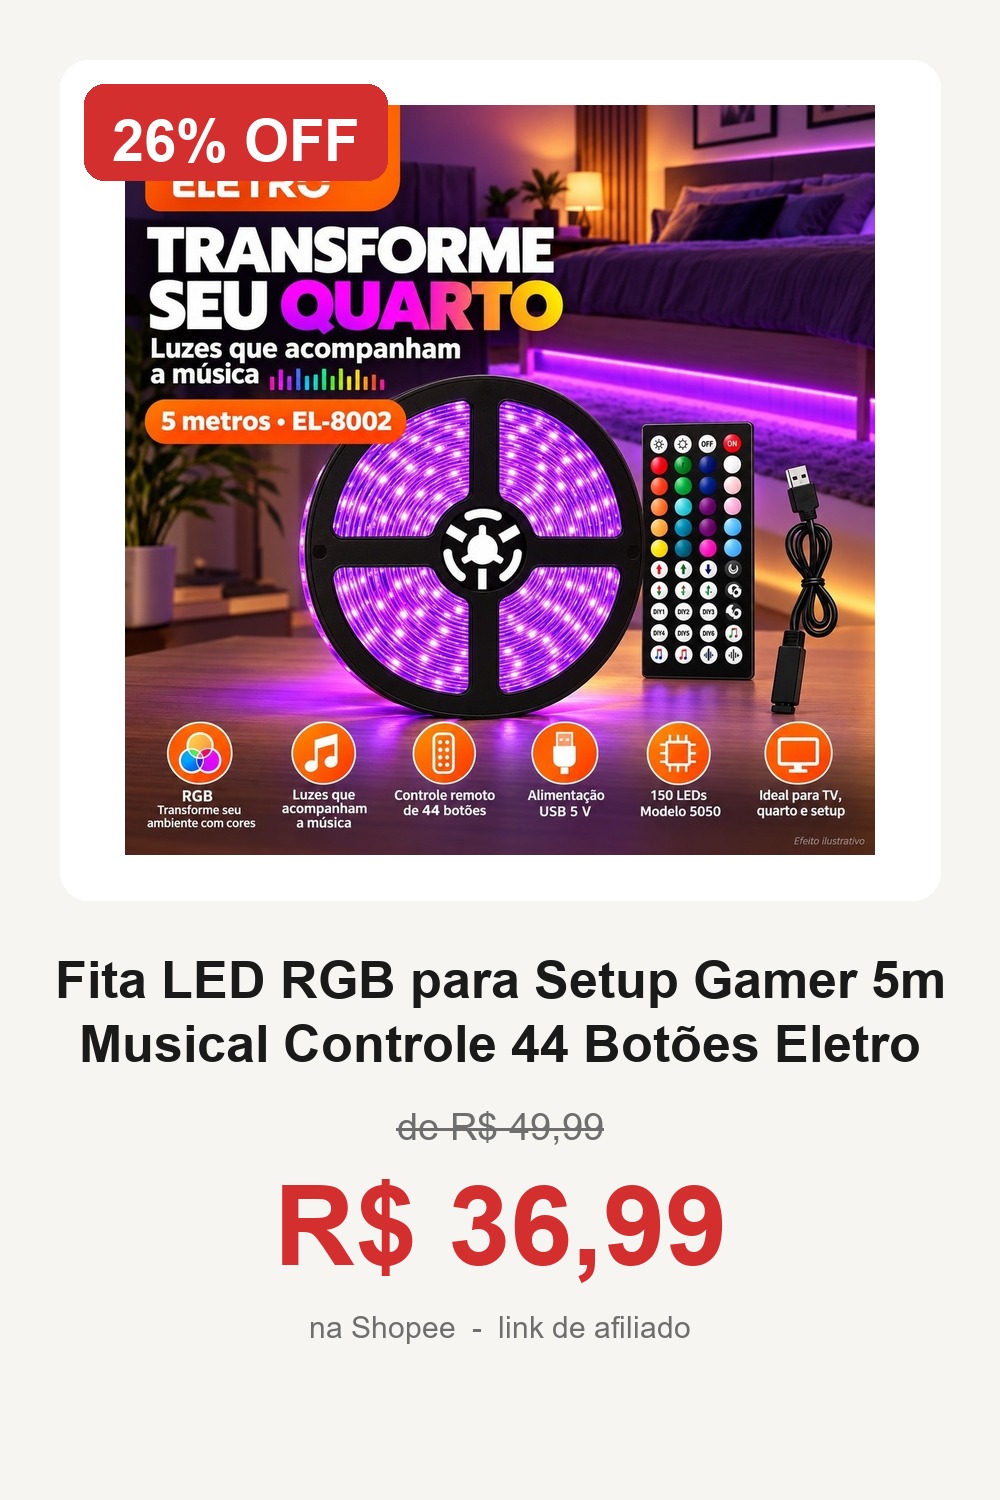 26% OFF
ELETRO
TRANSFORME
SEU QUARTO
Luzes que acompanham
a música
5 metros • EL-8002
OFF
ON
DIY1 DIY2 DIY3
DIY4 DIY5 DIY6
RGB
Transforme seu
ambiente com cores
Luzes que
acompanham
a música
Controle remoto
de 44 botões
Alimentação
USB 5 V
150 LEDs
Modelo 5050
Ideal para TV,
quarto e setup
Efeito ilustrativo
Fita LED RGB para Setup Gamer 5m
Musical Controle 44 Botões Eletro
de R$ 49,99
R$ 36,99
na Shopee - link de afiliado